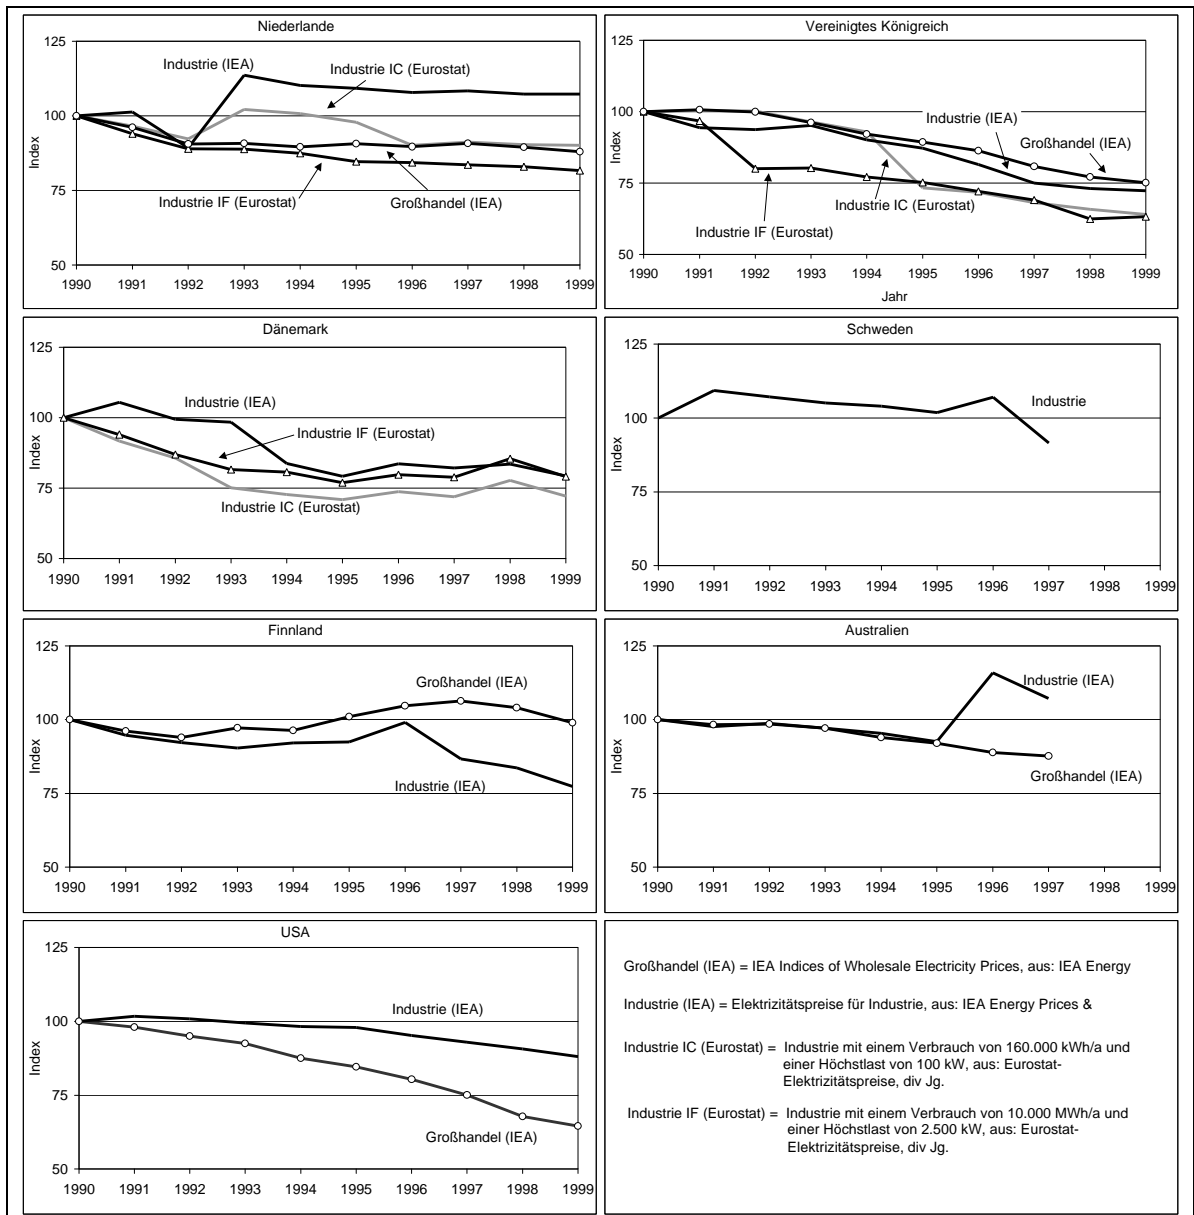 Niederlande
125
100
75
50
Index
Industrie (IEA)
Industrie IC (Eurostat)
Industrie IF (Eurostat)
Großhandel (IEA)
1990 1991 1992 1993 1994 1995 1996 1997 1998 1999
Vereinigtes Königreich
125
100
75
50
Index
Industrie (IEA)
Großhandel (IEA)
Industrie IC (Eurostat)
Industrie IF (Eurostat)
1990 1991 1992 1993 1994 1995 1996 1997 1998 1999
Jahr
Dänemark
125
100
75
50
Index
Industrie (IEA)
Industrie IF (Eurostat)
Industrie IC (Eurostat)
1990 1991 1992 1993 1994 1995 1996 1997 1998 1999
Schweden
125
100
75
50
Index
Industrie
1990 1991 1992 1993 1994 1995 1996 1997 1998 1999
Finnland
125
100
75
50
Index
Großhandel (IEA)
Industrie (IEA)
1990 1991 1992 1993 1994 1995 1996 1997 1998 1999
Australien
125
100
75
50
Index
Industrie (IEA)
Großhandel (IEA)
1990 1991 1992 1993 1994 1995 1996 1997 1998 1999
USA
125
100
75
50
Index
Industrie (IEA)
Großhandel (IEA)
1990 1991 1992 1993 1994 1995 1996 1997 1998 1999
Großhandel (IEA) = IEA Indices of Wholesale Electricity Prices, aus: IEA Energy
Industrie (IEA) = Elektrizitätspreise für Industrie, aus: IEA Energy Prices &
Industrie IC (Eurostat) = Industrie mit einem Verbrauch von 160.000 kWh/a und
einer Höchstlast von 100 kW, aus: Eurostat-
Elektrizitätspreise, div Jg.
Industrie IF (Eurostat) = Industrie mit einem Verbrauch von 10.000 MWh/a und
einer Höchstlast von 2.500 kW, aus: Eurostat-
Elektrizitätspreise, div Jg.